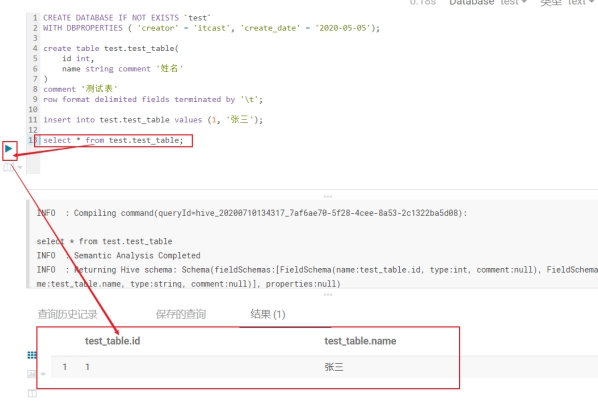 0.18s Database test 类型 text
1 CREATE DATABASE IF NOT EXISTS `test`
2 WITH DBPROPERTIES ( 'creator' = 'itcast', 'create_date' = '2020-05-05');
3
4 create table test.test_table(
5 id int,
6 name string comment '姓名'
7 )
8 comment '测试表'
9 row format delimited fields terminated by '\t';
10
11 insert into test.test_table values (1, '张三');
12
13 select * from test.test_table;
INFO : Compiling command(queryId=hive_20200710134317_7af6ae70-5f28-4cee-8a53-2c1322ba5d08):
select * from test.test_table
INFO : Semantic Analysis Completed
INFO : Returning Hive schema: Schema(fieldSchemas:[FieldSchema(name:test_table.id, type:int, comment:null), FieldSchema
me:test_table.name, type:string, comment:null)], properties:null)
查询历史记录 保存的查询 结果 (1)
test_table.id test_table.name
1 1 张三